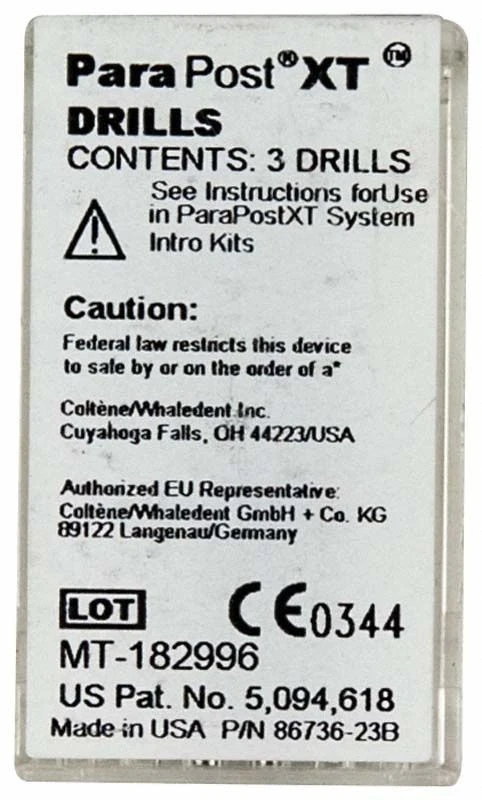 ParaPost®XT ™
DRILLS
CONTENTS: 3 DRILLS
See Instructions forUse
in ParaPostXT System
Intro Kits
Caution:
Federal law restricts this device
to safe by or on the order of a*
Coltène/Whaledent Inc.
Cuyahoga Falls, OH 44223/USA
Authorized EU Representative:
Coltène/Whaledent GmbH + Co. KG
89122 Langenau/Germany
LOT CE0344
MT-182996
US Pat. No. 5,094,618
Made in USA P/N 86736-23B